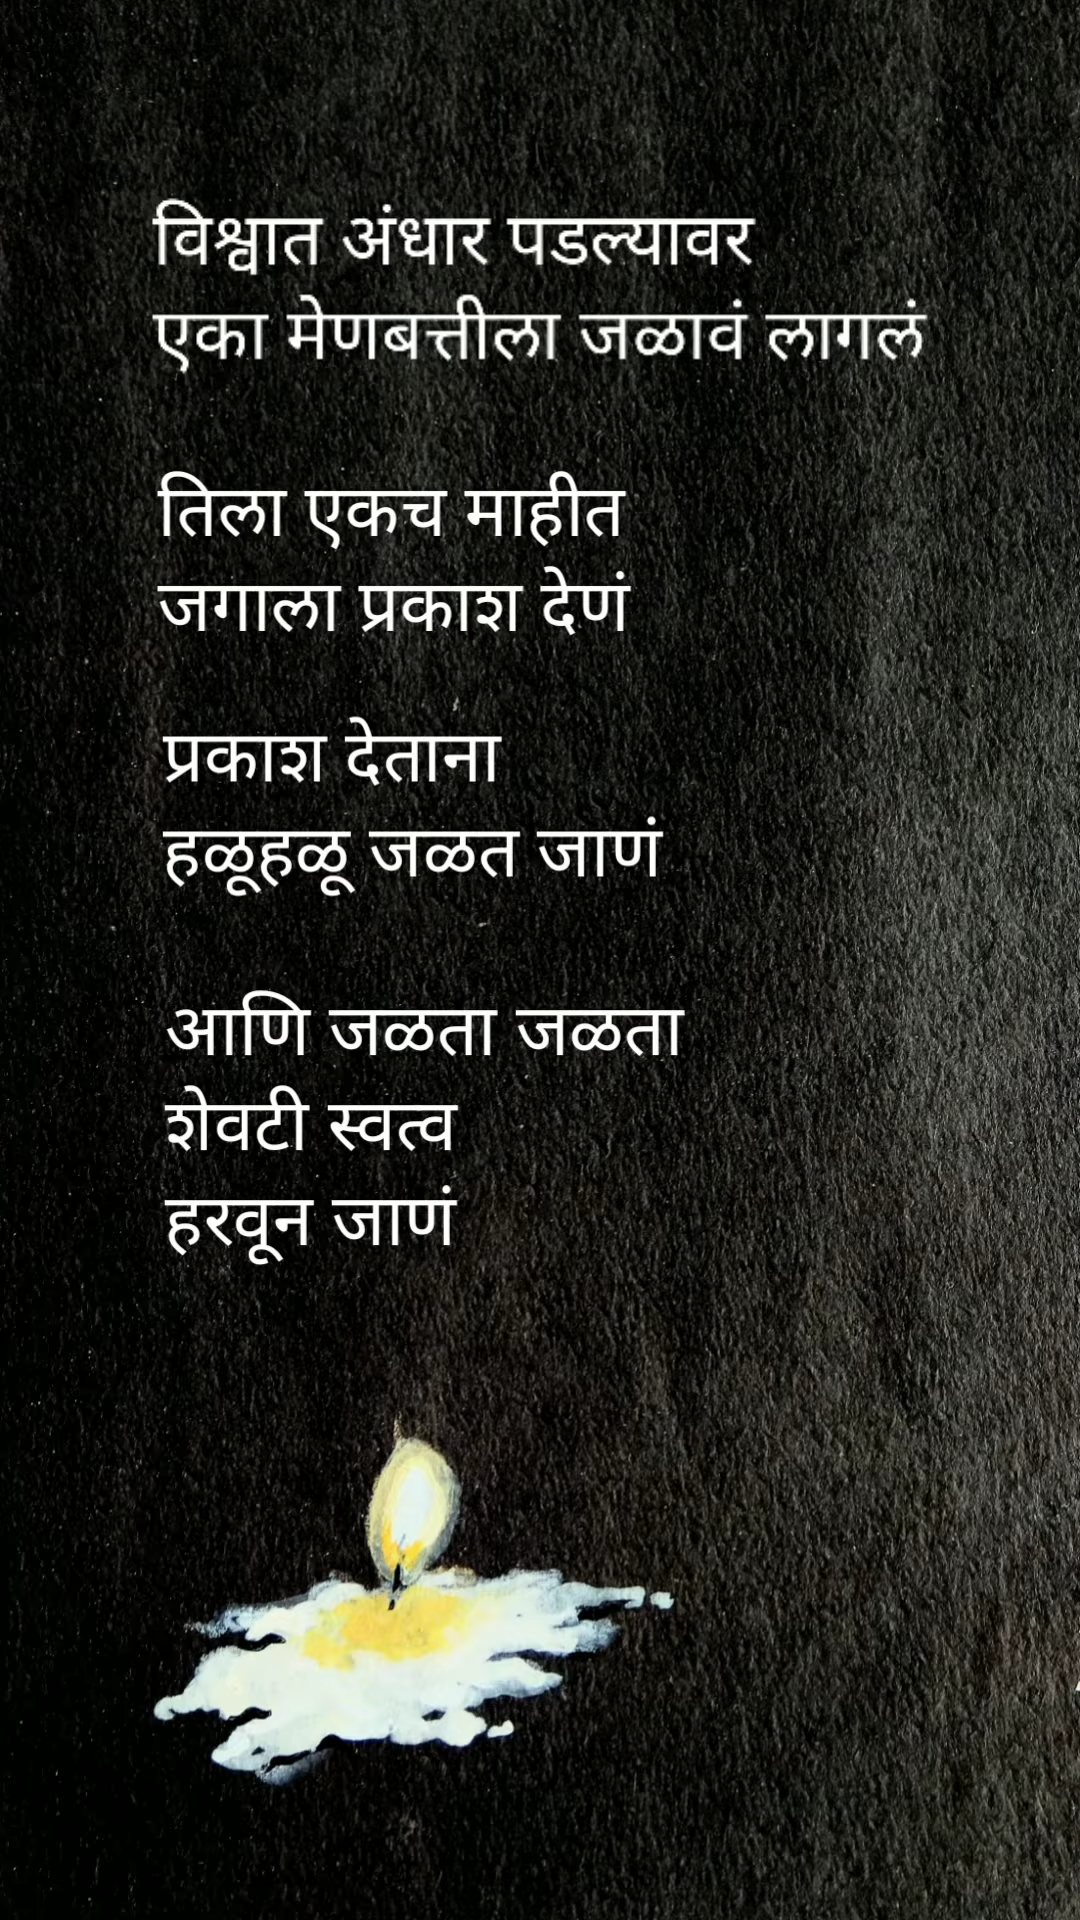 विश्वात अंधार पडल्यावर
एका मेणबत्तीला जळावं लागलं
तिला एकच माहीत
जगाला प्रकाश देणं
प्रकाश देताना
हळूहळू जळत जाणं
आणि जळता जळता
शेवटी स्वत्व
हरवून जाणं